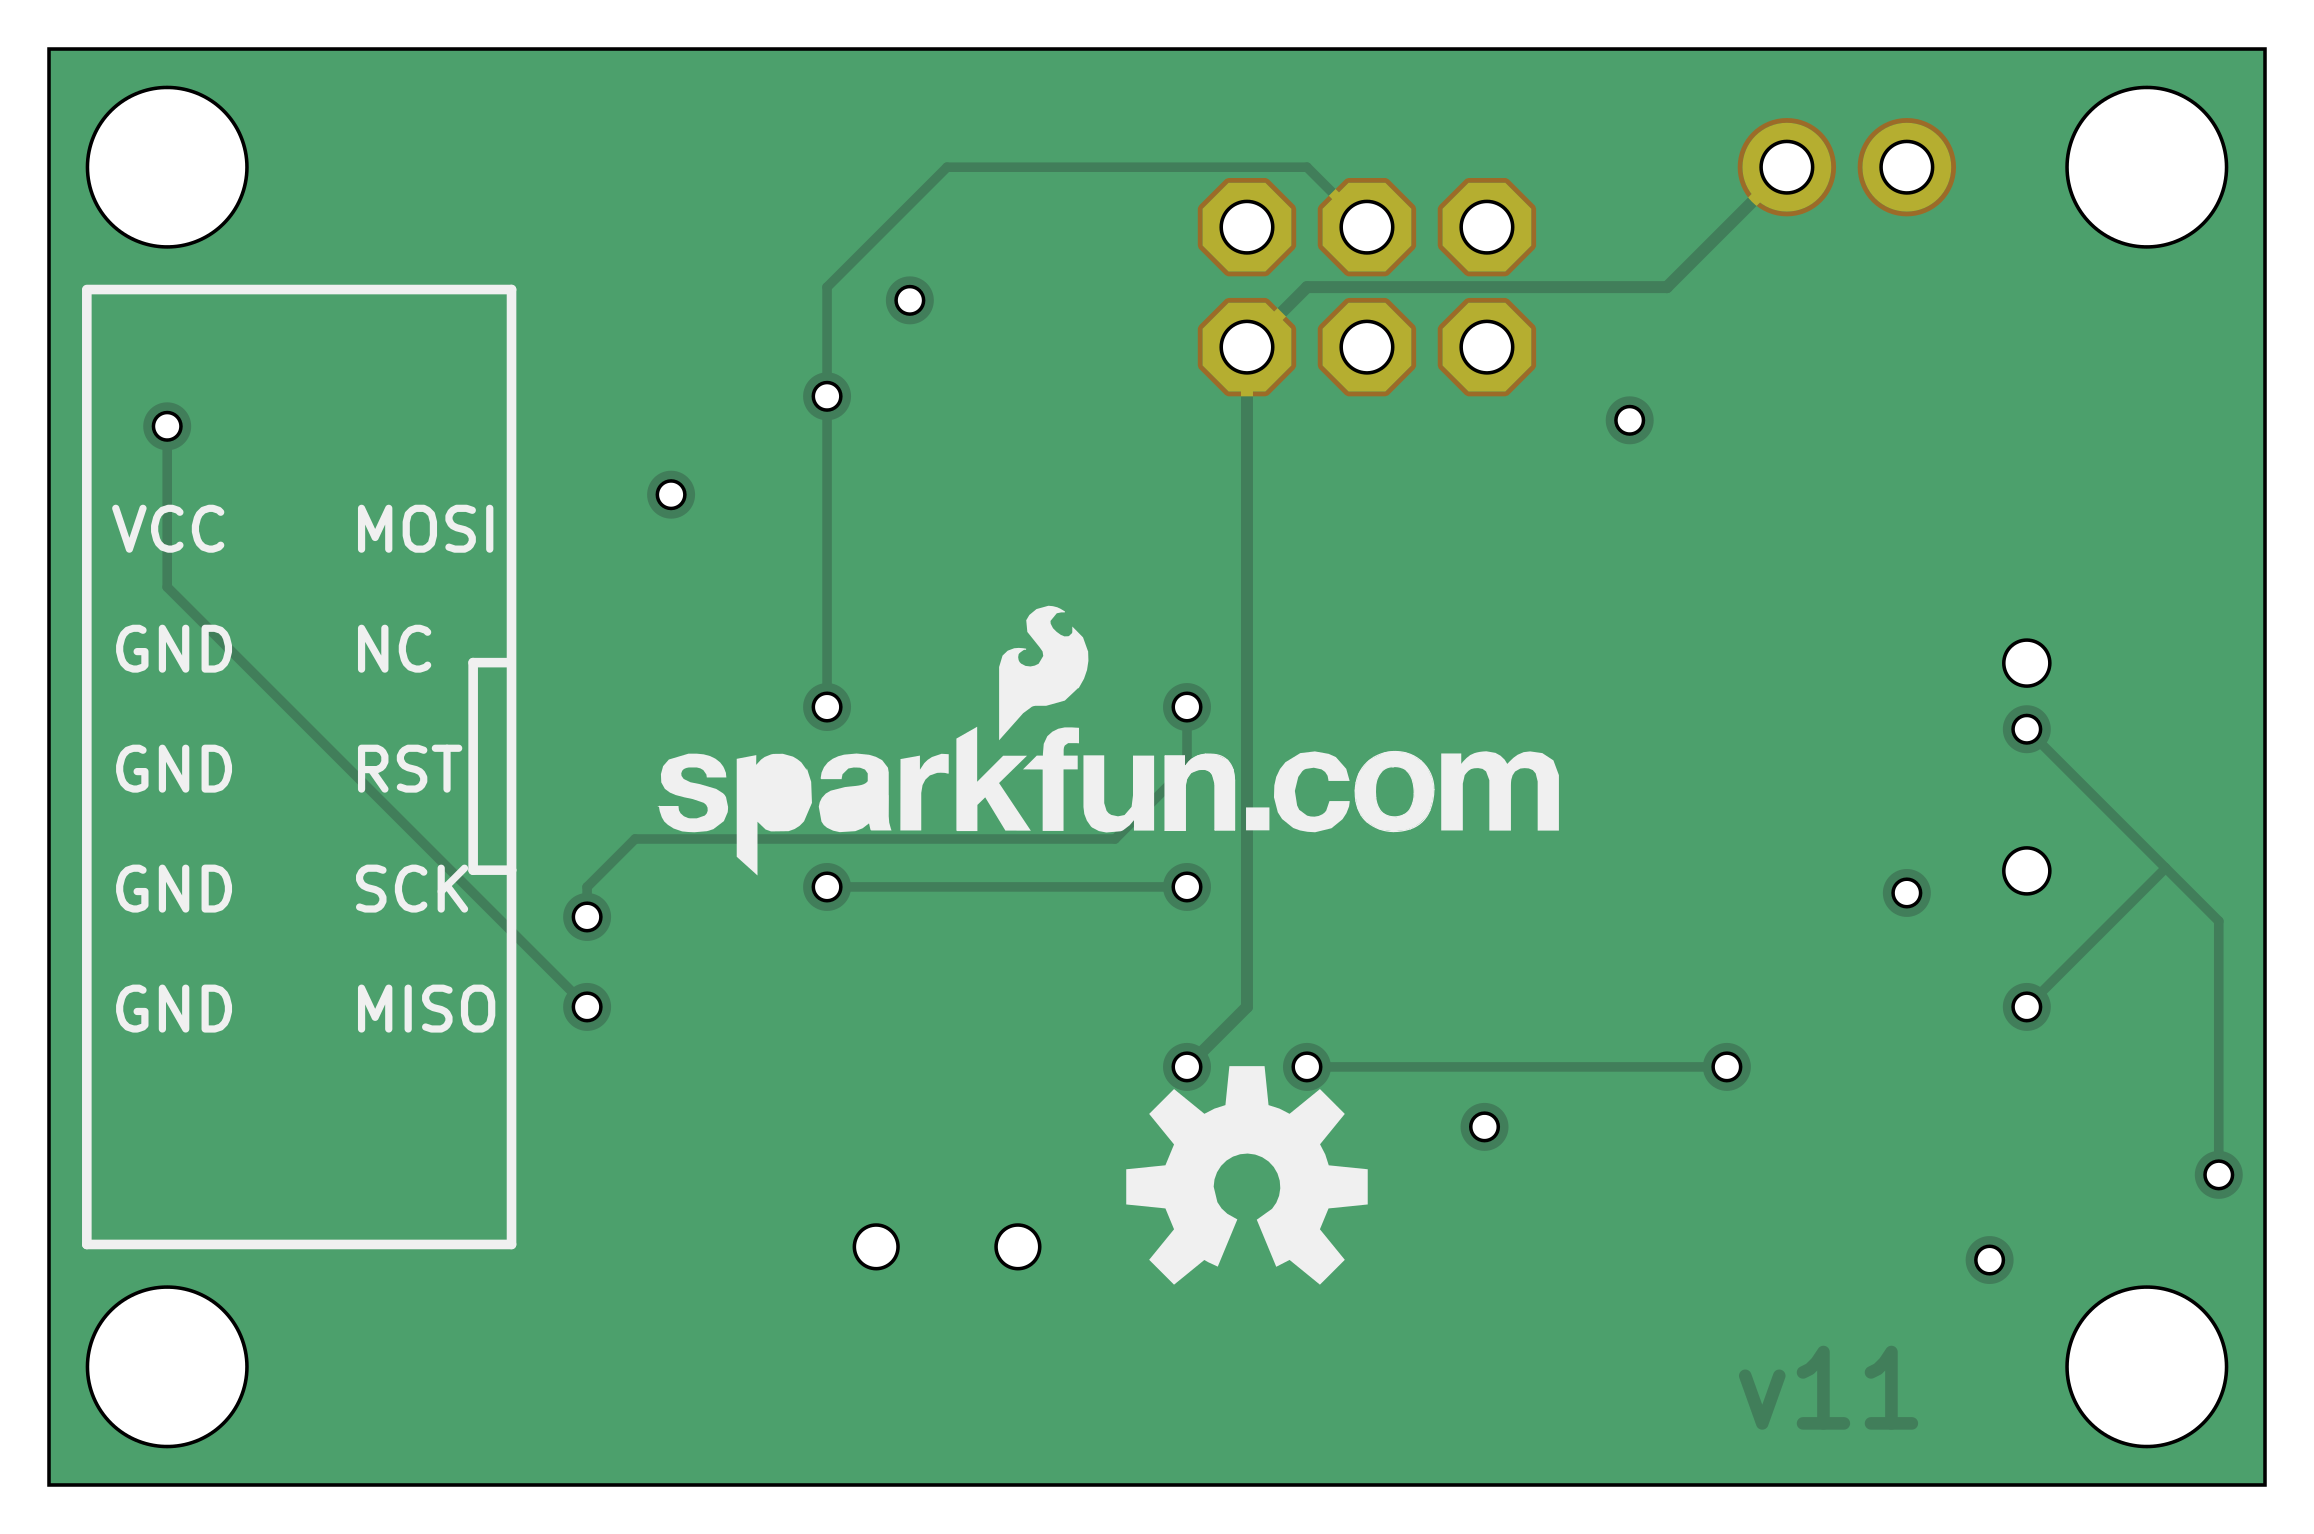 VCC MOSI
GND NC
GND RST
GND SCK
GND MISO
sparkfun.com
v11